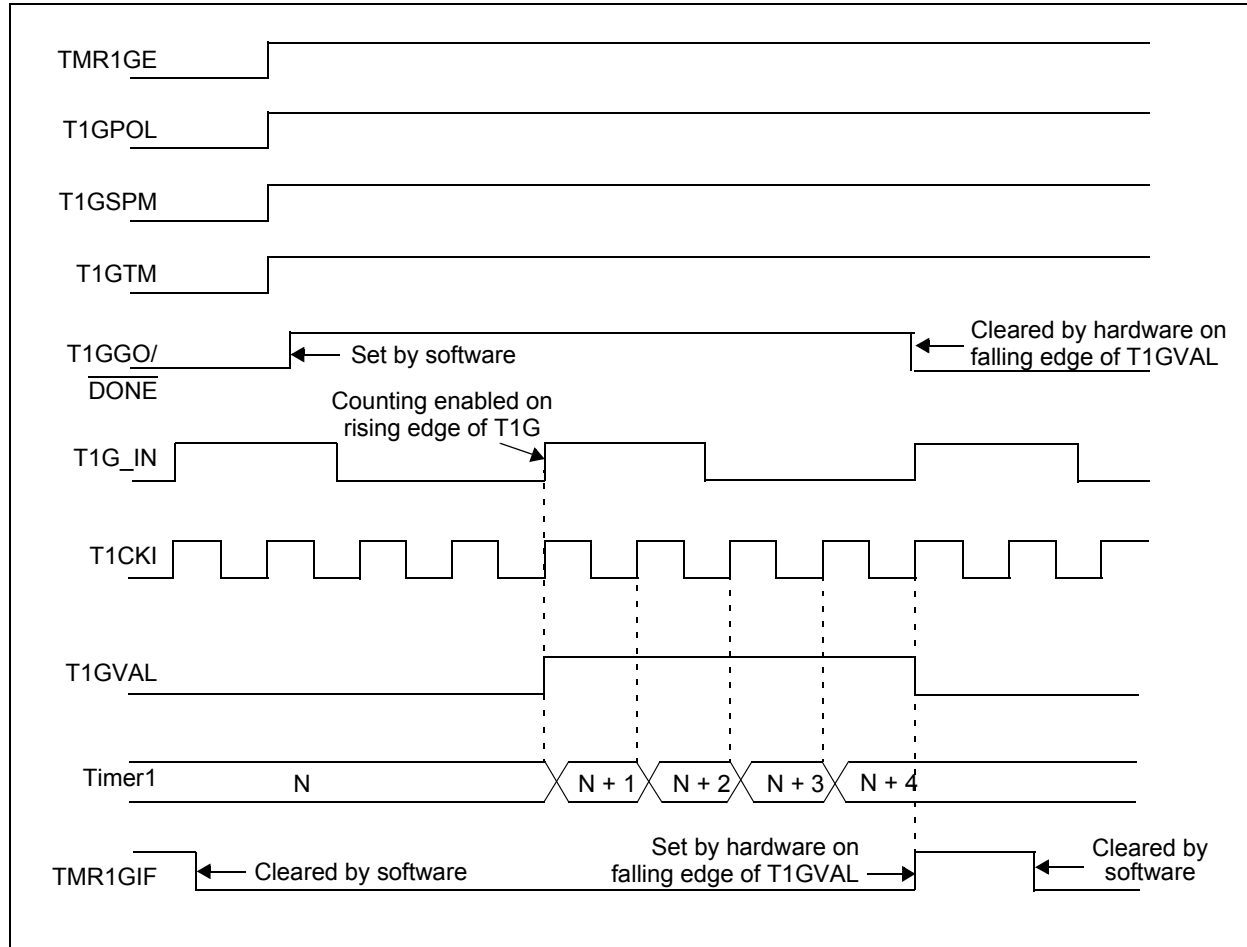 TMR1GE
T1GPOL
T1GSPM
T1GTM
T1GGO/
DONE
Set by software
Cleared by hardware on
falling edge of T1GVAL
Counting enabled on
rising edge of T1G
T1G_IN
T1CKI
T1GVAL
Timer1
N
N + 1
N + 2
N + 3
N + 4
TMR1GIF
Cleared by software
Set by hardware on
falling edge of T1GVAL
Cleared by
software